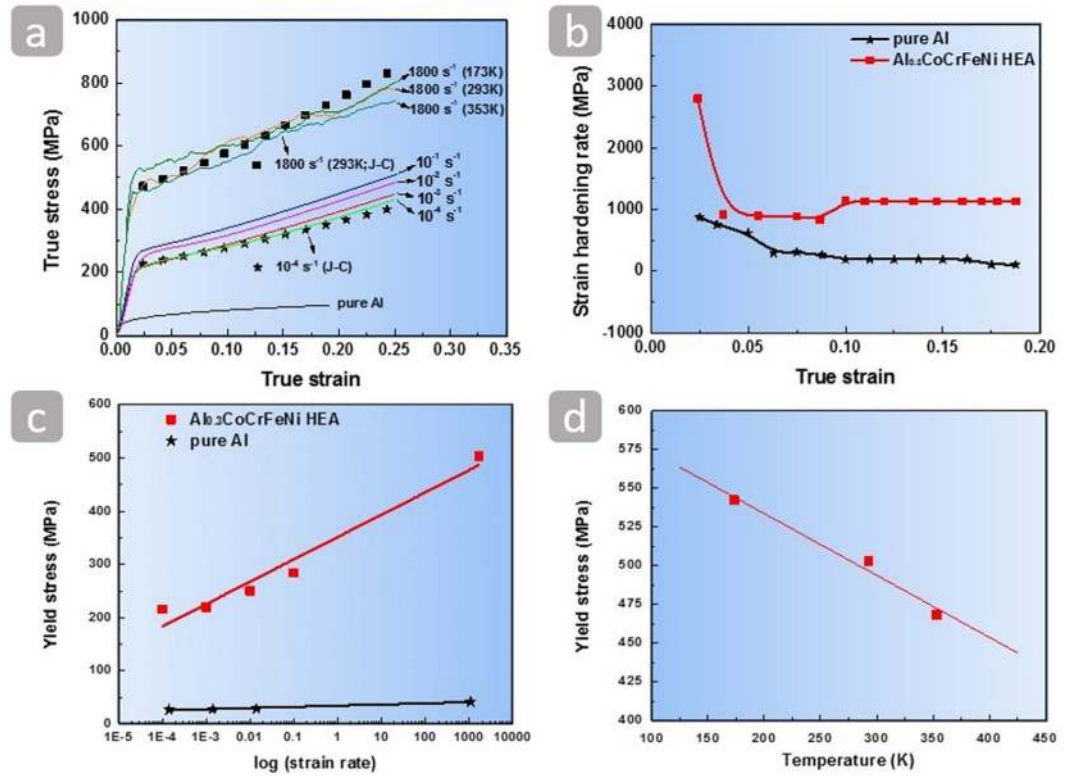 a
1000
800
600
400
200
0
True stress (MPa)
1800 s⁻¹ (173K)
1800 s⁻¹ (293K)
1800 s⁻¹ (353K)
1800 s⁻¹ (293K;J-C)
10⁻¹ s⁻¹
10⁻² s⁻¹
10⁻³ s⁻¹
10⁻⁴ s⁻¹
10⁻⁴ s⁻¹ (J-C)
pure Al
0.00 0.05 0.10 0.15 0.20 0.25 0.30 0.35
True strain
b
4000
3000
2000
1000
0
-1000
Strain hardening rate (MPa)
pure Al
Al₀.₃CoCrFeNi HEA
0.00 0.05 0.10 0.15 0.20
True strain
c
600
500
400
300
200
100
0
Yield stress (MPa)
Al₀.₃CoCrFeNi HEA
pure Al
1E-5 1E-4 1E-3 0.01 0.1 1 10 100 1000 10000
log (strain rate)
d
600
575
550
525
500
475
450
425
400
Yield stress (MPa)
100 150 200 250 300 350 400 450
Temperature (K)